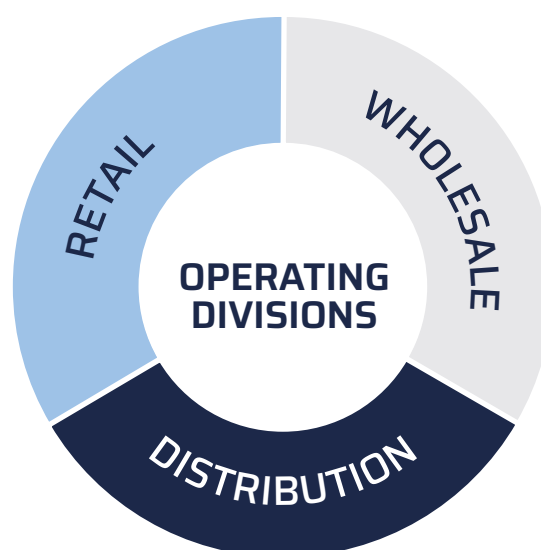 OPERATING
DIVISIONS
RETAIL
WHOLESALE
DISTRIBUTION